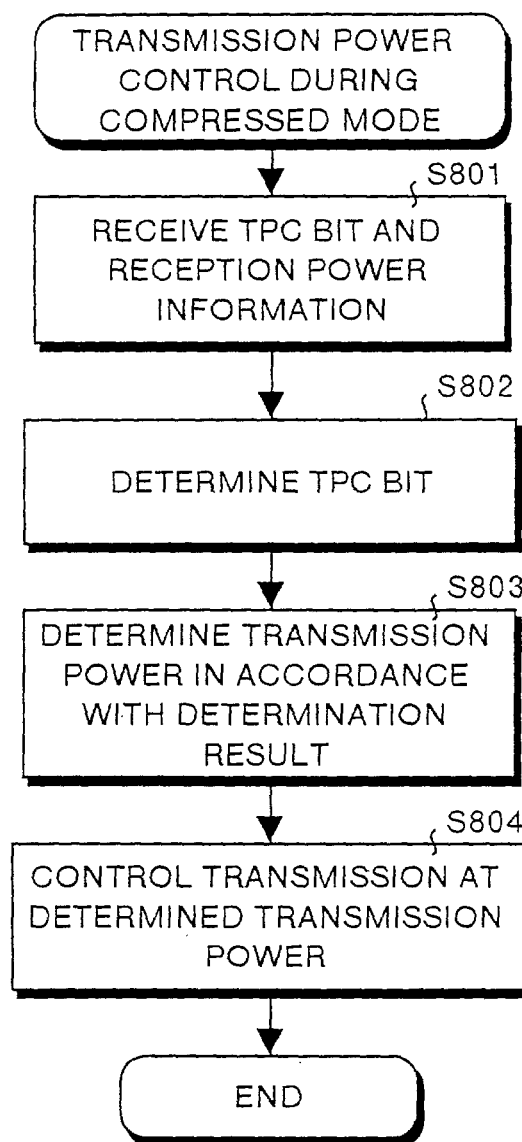 TRANSMISSION POWER
CONTROL DURING
COMPRESSED MODE
S801
RECEIVE TPC BIT AND
RECEPTION POWER
INFORMATION
S802
DETERMINE TPC BIT
S803
DETERMINE TRANSMISSION
POWER IN ACCORDANCE
WITH DETERMINATION
RESULT
S804
CONTROL TRANSMISSION AT
DETERMINED TRANSMISSION
POWER
END